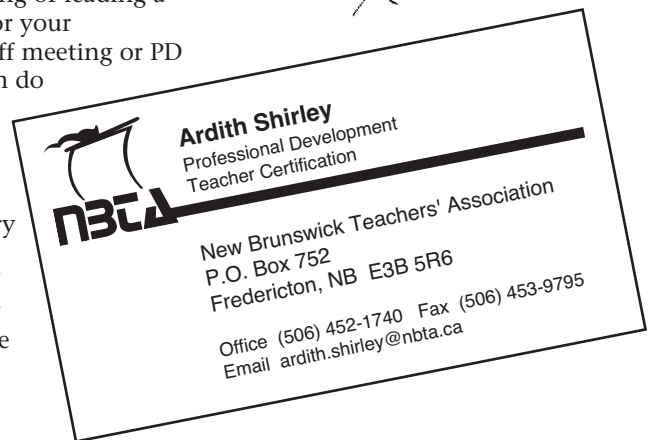 ng or leading a
or your
ff meeting or PD
n do
ry
e
Ardith Shirley
Professional Development
Teacher Certification
NBTA
New Brunswick Teachers' Association
P.O. Box 752
Fredericton, NB E3B 5R6
Office (506) 452-1740 Fax (506) 453-9795
Email ardith.shirley@nbta.ca